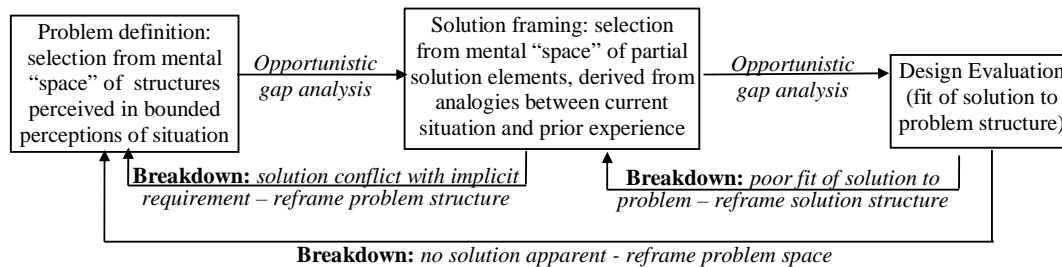 Problem definition:
selection from mental
“space” of structures
perceived in bounded
perceptions of situation
Opportunistic
gap analysis
Solution framing: selection
from mental “space” of partial
solution elements, derived from
analogies between current
situation and prior experience
Opportunistic
gap analysis
Design Evaluation
(fit of solution to
problem structure)
Breakdown: solution conflict with implicit
requirement – reframe problem structure
Breakdown: poor fit of solution to
problem – reframe solution structure
Breakdown: no solution apparent - reframe problem space